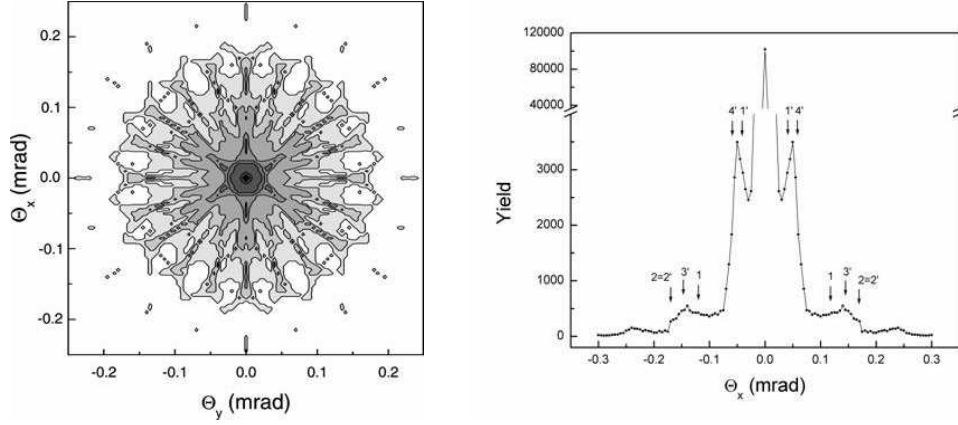 0.2
0.1
0.0
-0.1
-0.2
Θx (mrad)
-0.2 -0.1 0.0 0.1 0.2
Θy (mrad)
120000
100000
80000
60000
40000
3000
2000
1000
0
Yield
4' 1' 1' 4'
2=2' 3' 1 1 3' 2=2'
-0.3 -0.2 -0.1 0.0 0.1 0.2 0.3
Θx (mrad)